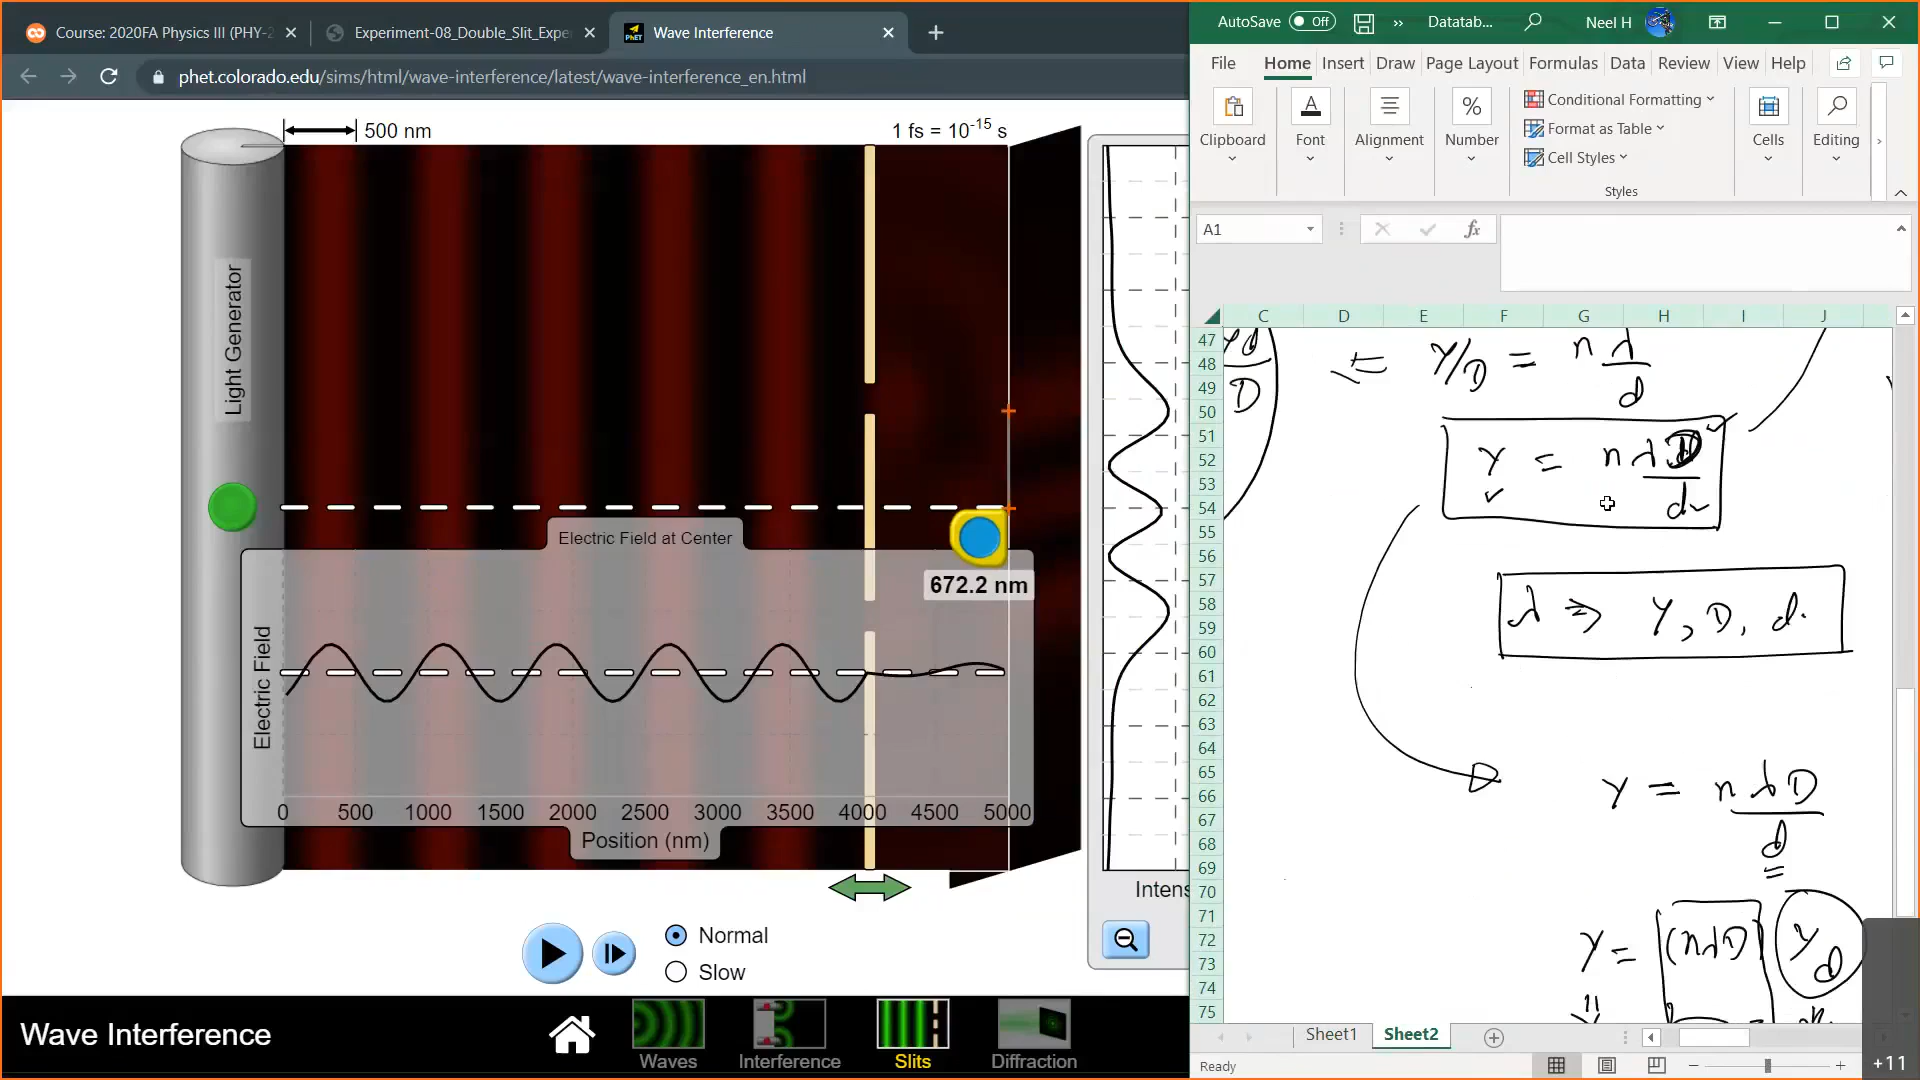 Course: 2020FA Physics III (PHY-2
Experiment-08_Double_Slit_Expe
Wave Interference
phet.colorado.edu/sims/html/wave-interference/latest/wave-interference_en.html
500 nm
1 fs = 10⁻¹⁵ s
Light Generator
Electric Field at Center
672.2 nm
Electric Field
0 500 1000 1500 2000 2500 3000 3500 4000 4500 5000
Position (nm)
Intens
Normal
Slow
Wave Interference
Waves
Interference
Slits
Diffraction
AutoSave Off Datatab... Neel H
File Home Insert Draw Page Layout Formulas Data Review View Help
Clipboard
Font
Alignment
Number
Conditional Formatting
Format as Table
Cell Styles
Styles
Cells
Editing
A1
fx
C D E F G H I J
47
48
49
50
51
52
53
54
55
56
57
58
59
60
61
62
63
64
65
66
67
68
69
70
71
72
73
74
75
yd/D
⇐ Y/D = nλ/d
Y = nλD/d
λ ⇒ Y, D, d.
Y = nλD/d
Y = (nλD) Y/d
Sheet1 Sheet2
Ready
+11